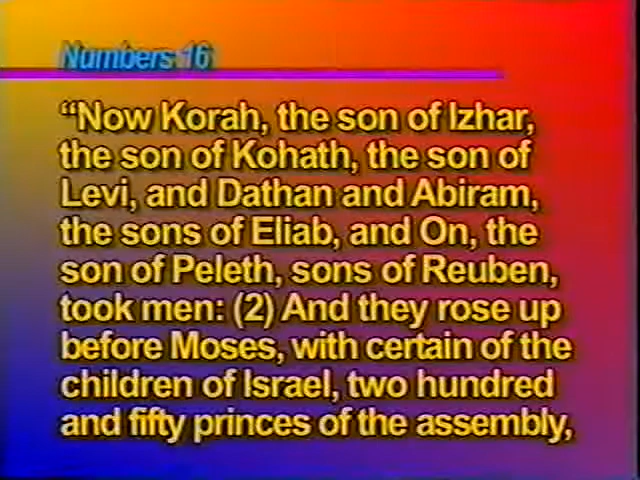 Numbers 16
“Now Korah, the son of Izhar,
the son of Kohath, the son of
Levi, and Dathan and Abiram,
the sons of Eliab, and On, the
son of Peleth, sons of Reuben,
took men: (2) And they rose up
before Moses, with certain of the
children of Israel, two hundred
and fifty princes of the assembly,